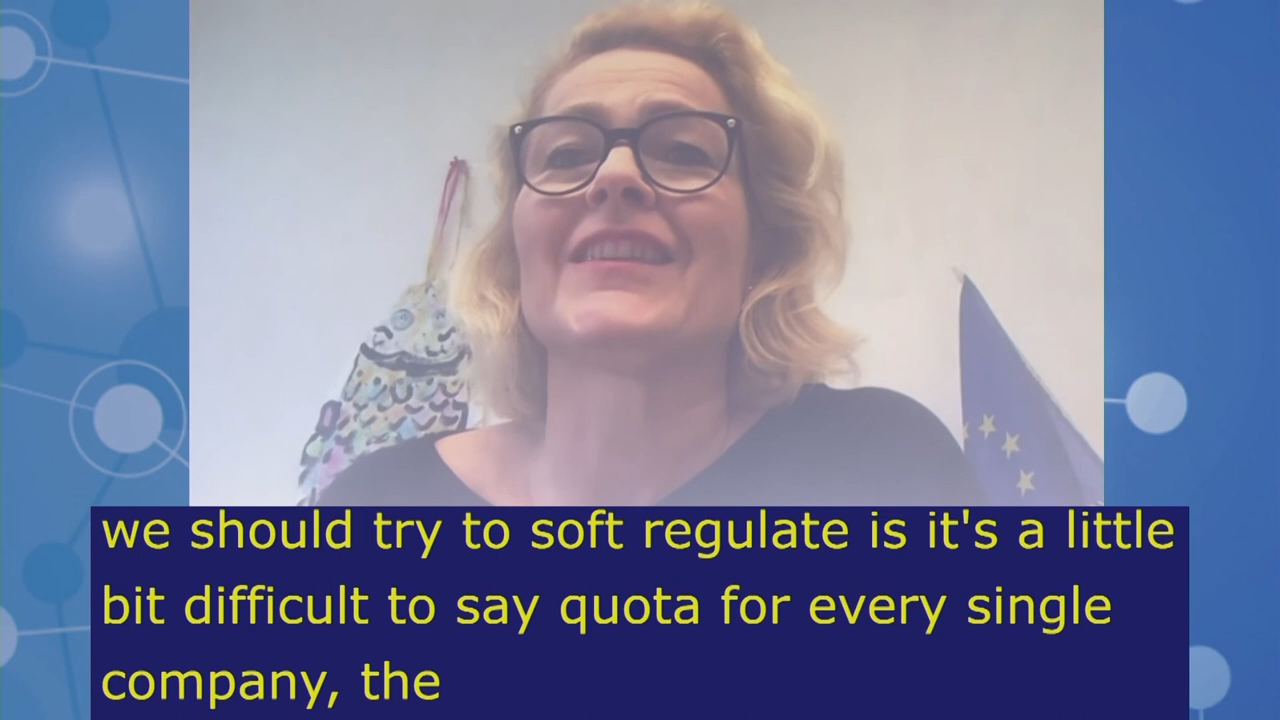 we should try to soft regulate is it's a little
bit difficult to say quota for every single
company, the